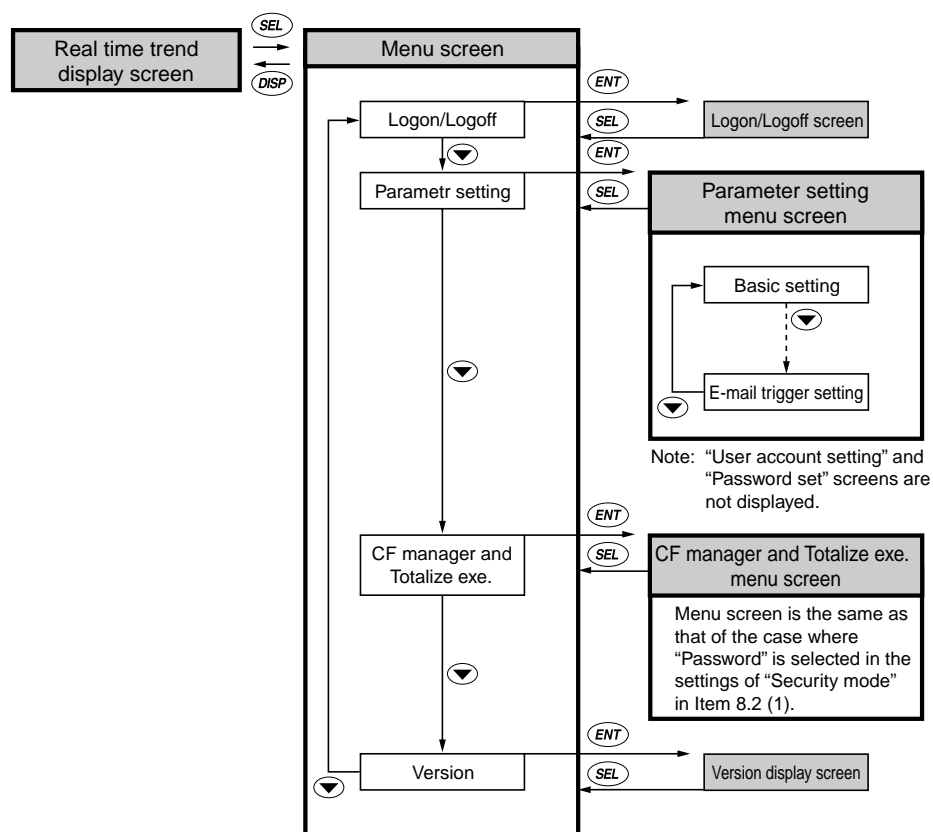 SEL
Real time trend
display screen
DISP
Menu screen
Logon/Logoff
ENT
SEL
Logon/Logoff screen
Parametr setting
ENT
SEL
Parameter setting
menu screen
Basic setting
E-mail trigger setting
Note: “User account setting” and
“Password set” screens are
not displayed.
CF manager and
Totalize exe.
ENT
SEL
CF manager and Totalize exe.
menu screen
Menu screen is the same as
that of the case where
“Password” is selected in the
settings of “Security mode”
in Item 8.2 (1).
Version
ENT
SEL
Version display screen